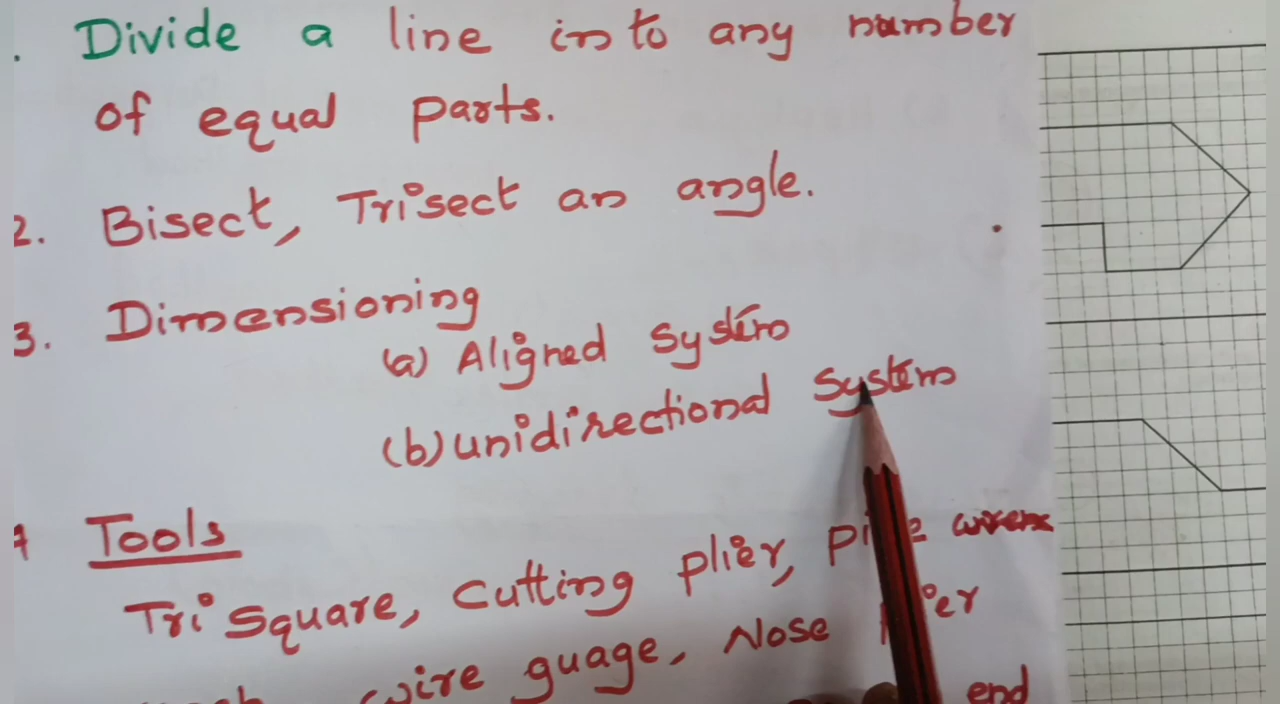 Divide a line into any number
of equal parts.
2. Bisect, Trisect an angle.
3. Dimensioning
(a) Aligned system
(b) unidirectional system
Tools
Tri square, cutting plier,
wire guage, Nose
end